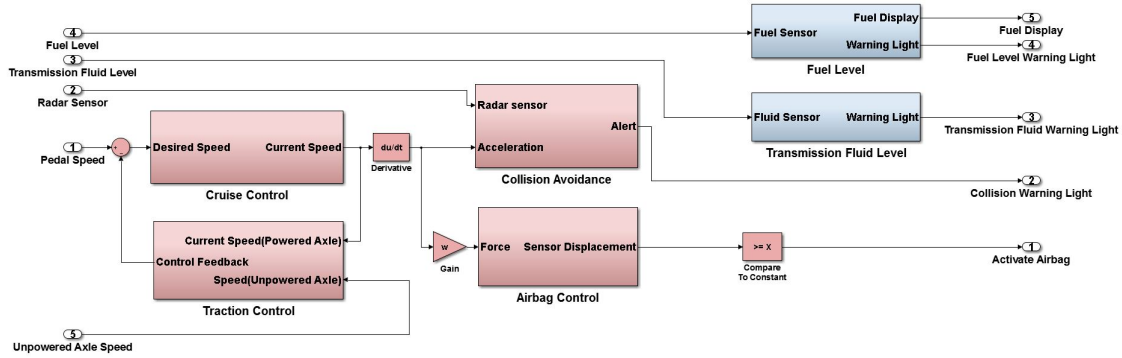 4
Fuel Level
3
Transmission Fluid Level
2
Radar Sensor
1
Pedal Speed
+
-
Desired Speed
Current Speed
Cruise Control
du/dt
Derivative
Current Speed(Powered Axle)
Control Feedback
Speed(Unpowered Axle)
Traction Control
5
Unpowered Axle Speed
Radar sensor
Alert
Acceleration
Collision Avoidance
w
Gain
Force
Sensor Displacement
Airbag Control
>= X
Compare
To Constant
Fuel Sensor
Fuel Display
Warning Light
Fuel Level
Fluid Sensor
Warning Light
Transmission Fluid Level
5
Fuel Display
4
Fuel Level Warning Light
3
Transmission Fluid Warning Light
2
Collision Warning Light
1
Activate Airbag